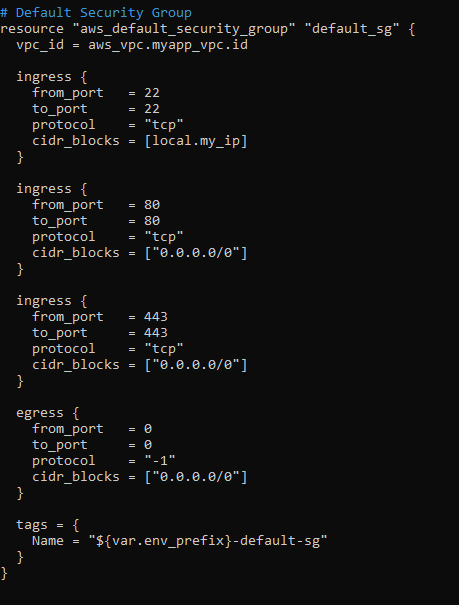 # Default Security Group
resource "aws_default_security_group" "default_sg" {
  vpc_id = aws_vpc.myapp_vpc.id

  ingress {
    from_port   = 22
    to_port     = 22
    protocol    = "tcp"
    cidr_blocks = [local.my_ip]
  }

  ingress {
    from_port   = 80
    to_port     = 80
    protocol    = "tcp"
    cidr_blocks = ["0.0.0.0/0"]
  }

  ingress {
    from_port   = 443
    to_port     = 443
    protocol    = "tcp"
    cidr_blocks = ["0.0.0.0/0"]
  }

  egress {
    from_port   = 0
    to_port     = 0
    protocol    = "-1"
    cidr_blocks = ["0.0.0.0/0"]
  }

  tags = {
    Name = "${var.env_prefix}-default-sg"
  }
}